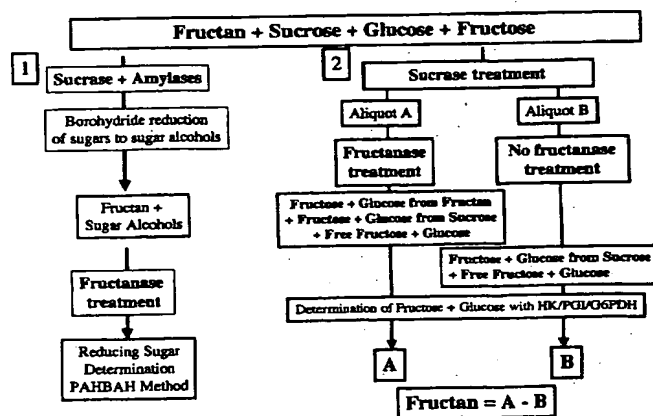 Fructan + Sucrose + Glucose + Fructose
1
Sucrase + Amylases
Borohydride reduction
of sugars to sugar alcohols
Fructan +
Sugar Alcohols
Fructanase
treatment
Reducing Sugar
Determination
PAHBAH Method
2
Sucrase treatment
Aliquot A
Fructanase
treatment
Fructose + Glucose from Fructan
+ Fructose + Glucose from Sucrose
+ Free Fructose + Glucose
Aliquot B
No fructanase
treatment
Fructose + Glucose from Sucrose
+ Free Fructose + Glucose
Determination of Fructose + Glucose with HK/PGI/G6PDH
A
B
Fructan = A - B